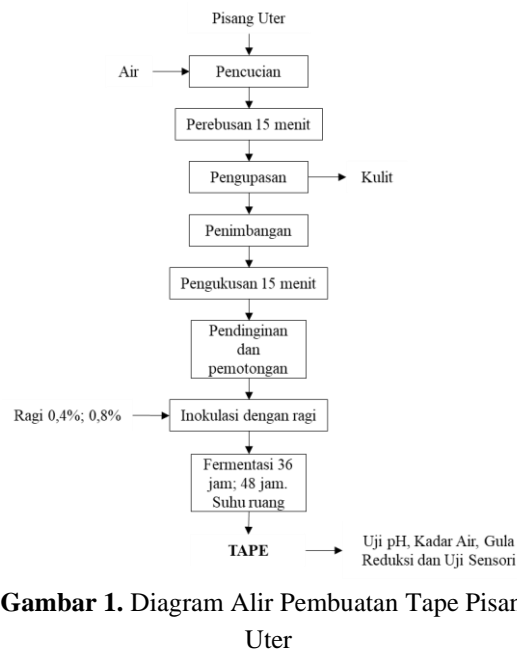 Pisang Uter
Air
Pencucian
Perebusan 15 menit
Pengupasan
Kulit
Penimbangan
Pengukusan 15 menit
Pendinginan
dan
pemotongan
Ragi 0,4%; 0,8%
Inokulasi dengan ragi
Fermentasi 36
jam; 48 jam.
Suhu ruang
TAPE
Uji pH, Kadar Air, Gula
Reduksi dan Uji Sensori
Gambar 1. Diagram Alir Pembuatan Tape Pisan
Uter